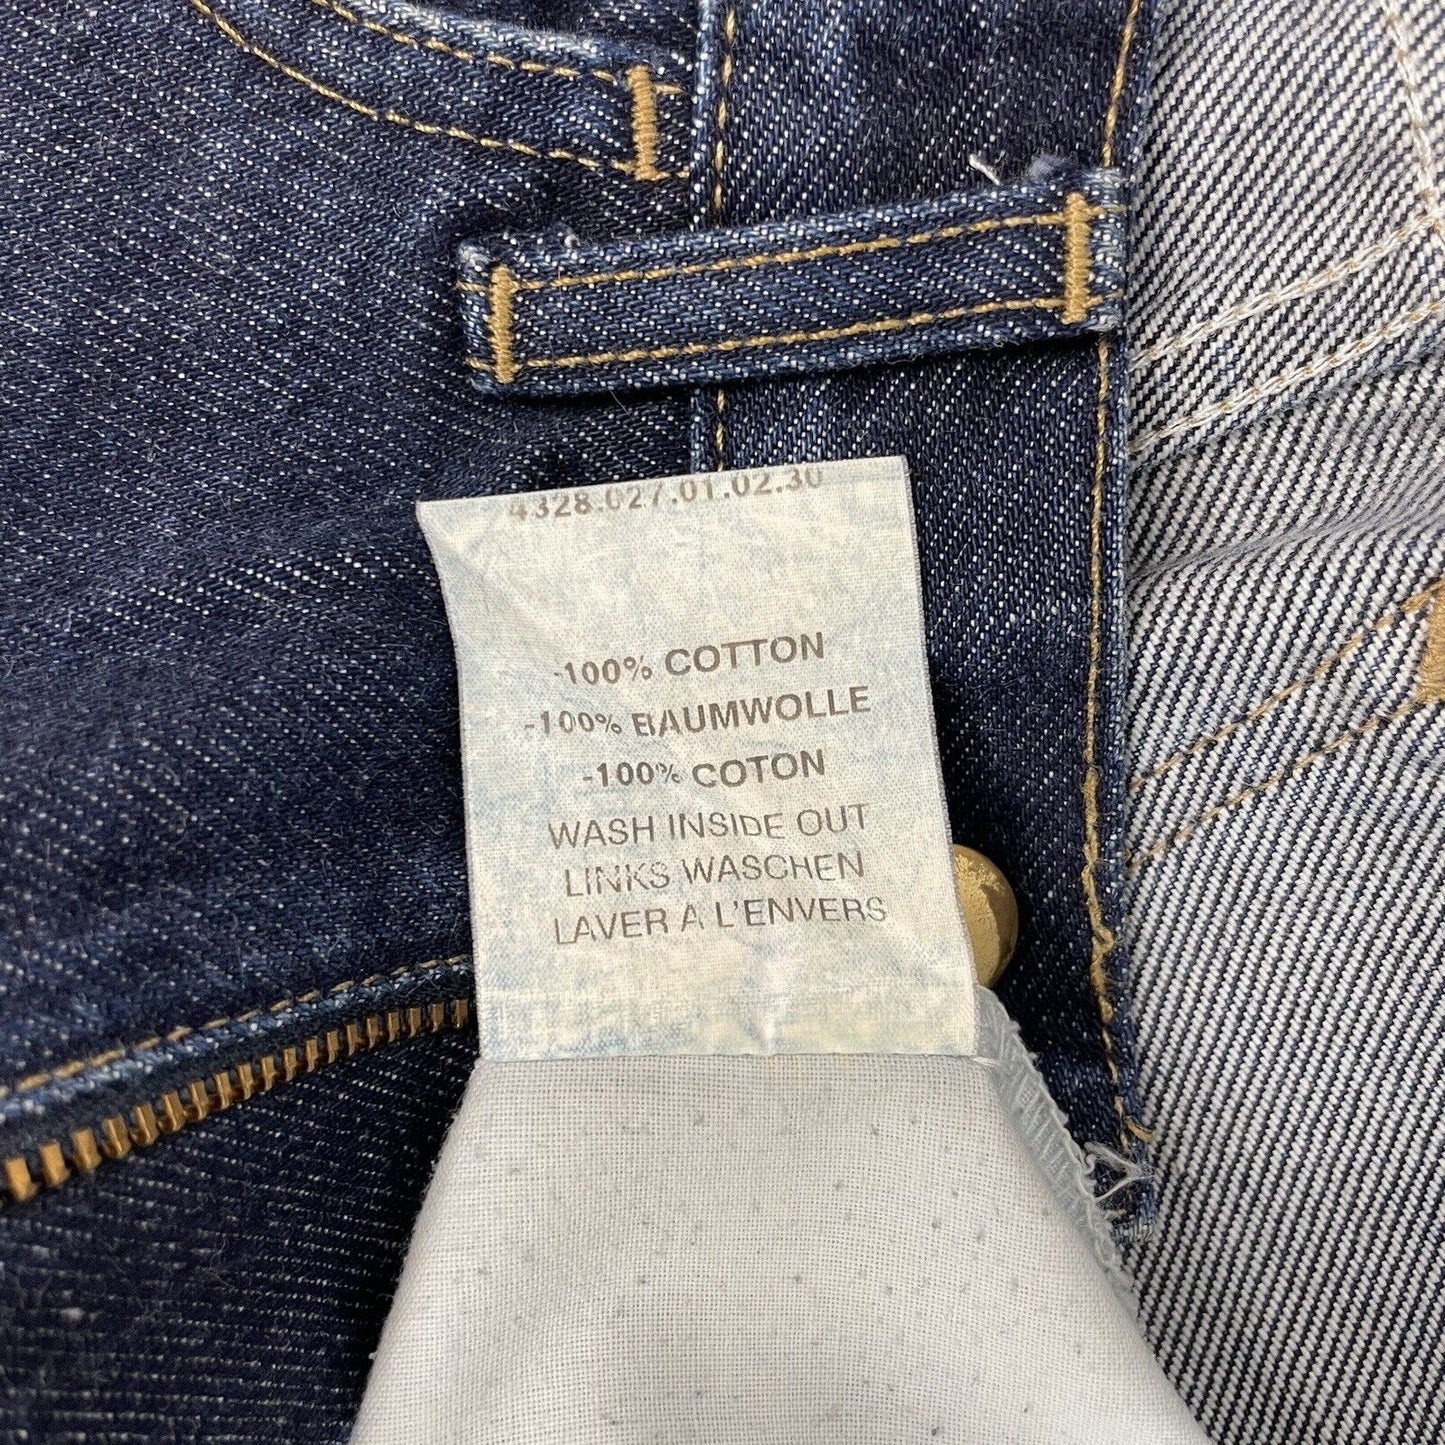 4328.027.01.02.30
-100% COTTON
-100% BAUMWOLLE
-100% COTON
WASH INSIDE OUT
LINKS WASCHEN
LAVER A L'ENVERS